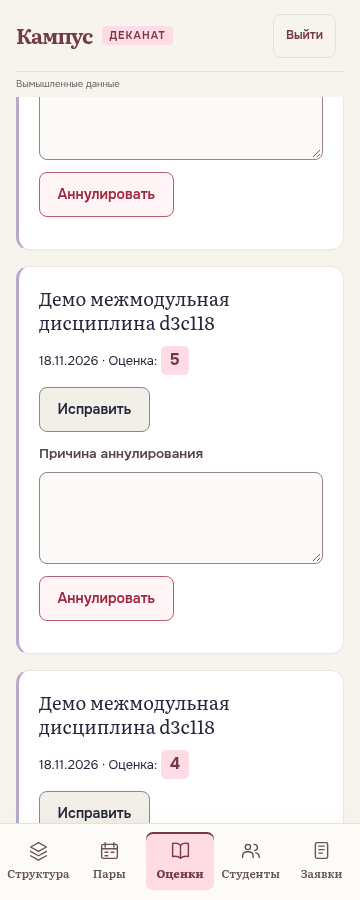 Кампус
ДЕКАНАТ
Выйти
Вымышленные данные
Аннулировать
Демо межмодульная
дисциплина d3c118
18.11.2026 · Оценка: 5
Исправить
Причина аннулирования
Аннулировать
Демо межмодульная
дисциплина d3c118
18.11.2026 · Оценка: 4
Исправить
Структура
Пары
Оценки
Студенты
Заявки